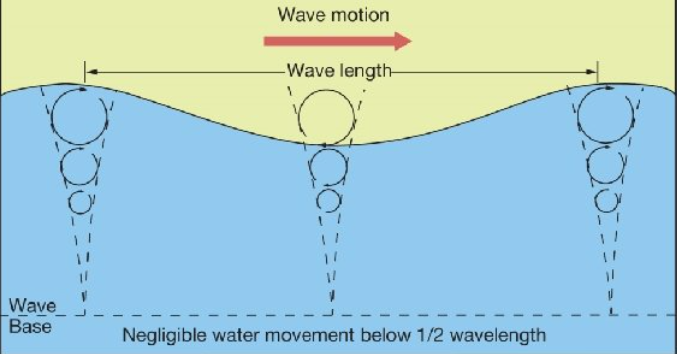 Wave motion
Wave length
Wave
Base
Negligible water movement below 1/2 wavelength